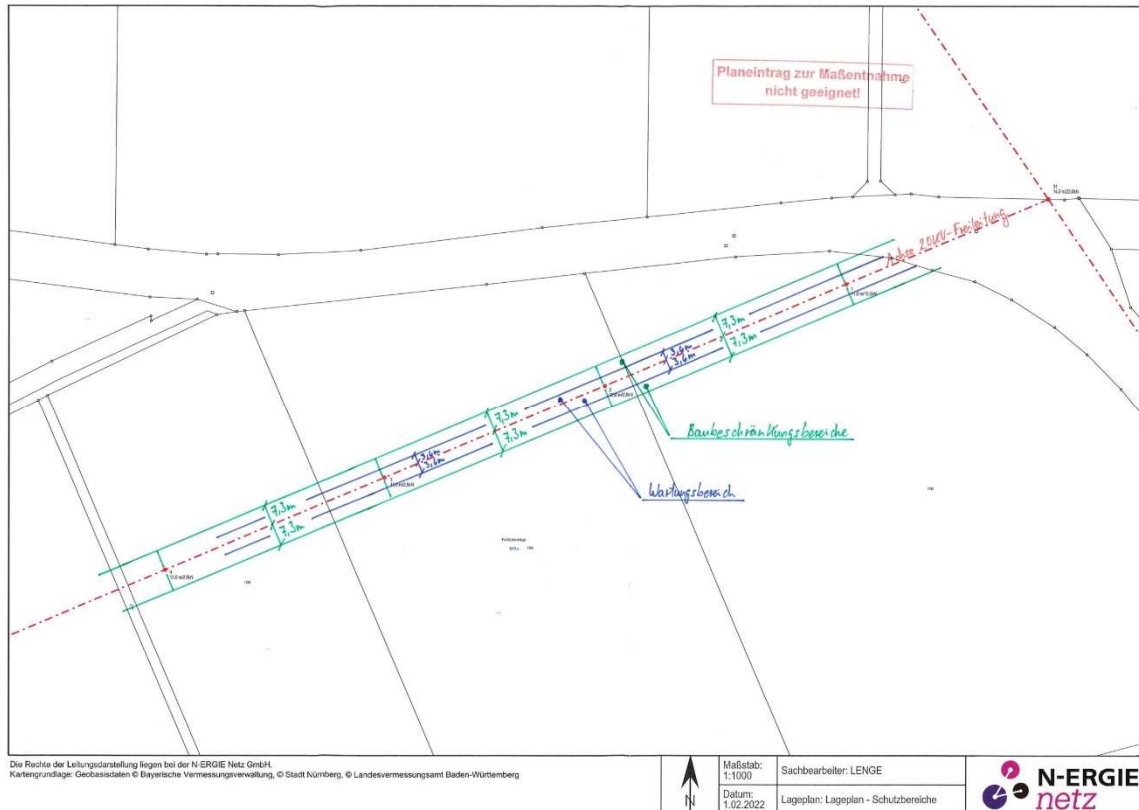 Planeintrag zur Maßentnahme
nicht geeignet!
Achse 20kV-Freileitung
7,3m
7,3m
3,6m
3,6m
7,3m
7,3m
Baubeschränkungsbereiche
Wartungsbereich
3,6m
3,6m
7,3m
7,3m
Die Rechte der Leitungsdarstellung liegen bei der N-ERGIE Netz GmbH.
Kartengrundlage: Geobasisdaten © Bayerische Vermessungsverwaltung, © Stadt Nürnberg, © Landesvermessungsamt Baden-Württemberg
N
Maßstab:
1:1000
Sachbearbeiter: LENGE
Datum:
1.02.2022
Lageplan: Lageplan - Schutzbereiche
N-ERGIE
netz